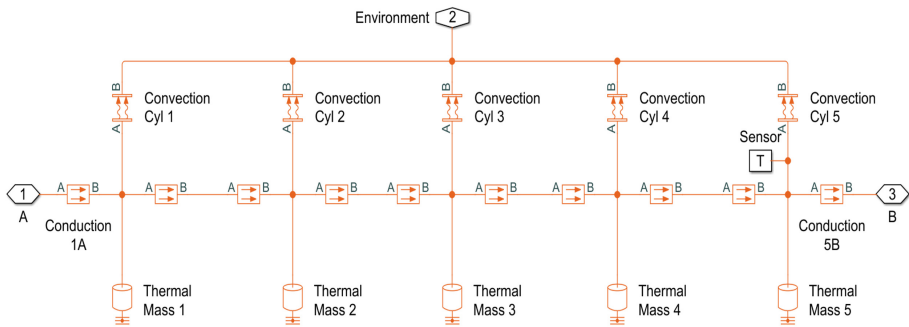 Environment 2
B B B B B
Convection Convection Convection Convection Convection
Cyl 1 Cyl 2 Cyl 3 Cyl 4 Cyl 5
A A A A A
Sensor
T
1 A B A B A B A B A B A B A B A B A B A B 3
A B
Conduction Conduction
1A 5B
Thermal Thermal Thermal Thermal Thermal
Mass 1 Mass 2 Mass 3 Mass 4 Mass 5